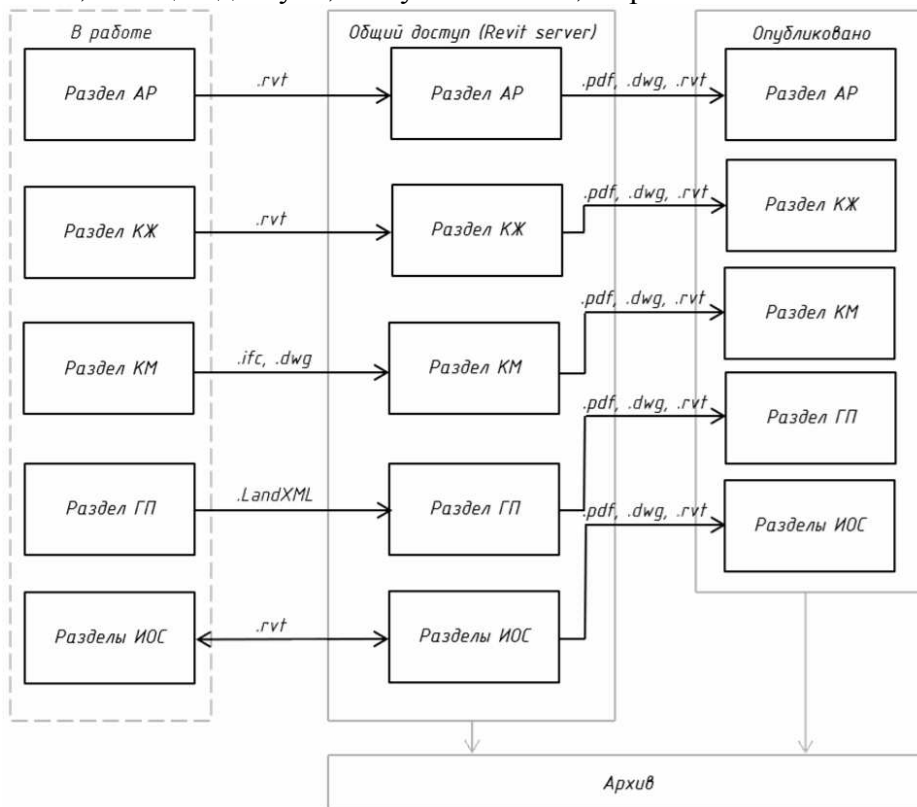 В работе
Общий доступ (Revit server)
Опубликовано
Раздел АР
.rvt
Раздел АР
.pdf, .dwg, .rvt
Раздел АР
Раздел КЖ
.rvt
Раздел КЖ
.pdf, .dwg, .rvt
Раздел КЖ
Раздел КМ
.ifc, .dwg
Раздел КМ
.pdf, .dwg, .rvt
Раздел КМ
Раздел ГП
.LandXML
Раздел ГП
.pdf, .dwg, .rvt
Раздел ГП
Разделы ИОС
.rvt
Разделы ИОС
.pdf, .dwg, .rvt
Разделы ИОС
Архив